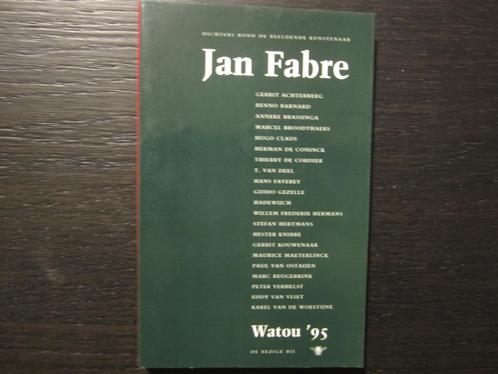 DICHTERS ROND DE BEELDENDE KUNSTENAAR
Jan Fabre
GERRIT ACHTERBERG
BENNO BARNARD
ANNEKE BRASSINGA
MARCEL BROODTHAERS
HUGO CLAUS
HERMAN DE CONINCK
THIERRY DE CORDIER
T. VAN DEEL
HANS FAVEREY
GUIDO GEZELLE
HADEWIJCH
WILLEM FREDERIK HERMANS
STEFAN HERTMANS
HESTER KNIBBE
GERRIT KOUWENAAR
MAURICE MAETERLINCK
PAUL VAN OSTAIJEN
MARC REUGEBRINK
PETER VERHELST
EDDY VAN VLIET
KAREL VAN DE WOESTIJNE
Watou '95
DE BEZIGE BIJ